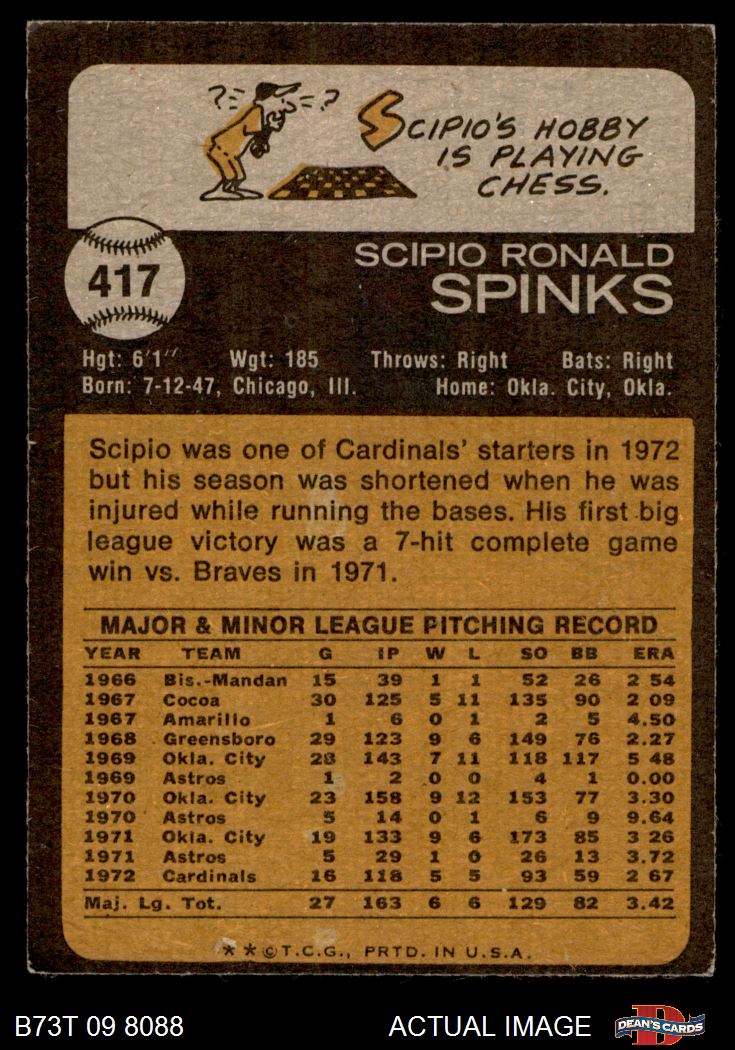 ? ?
SCIPIO'S HOBBY
IS PLAYING
CHESS.
417
SCIPIO RONALD
SPINKS
Hgt: 6'1" Wgt: 185 Throws: Right Bats: Right
Born: 7-12-47, Chicago, Ill. Home: Okla. City, Okla.
Scipio was one of Cardinals' starters in 1972
but his season was shortened when he was
injured while running the bases. His first big
league victory was a 7-hit complete game
win vs. Braves in 1971.
MAJOR & MINOR LEAGUE PITCHING RECORD
YEAR TEAM G IP W L SO BB ERA
1966 Bis.-Mandan 15 39 1 1 52 26 2 54
1967 Cocoa 30 125 5 11 135 90 2 09
1967 Amarillo 1 6 0 1 2 5 4.50
1968 Greensboro 29 123 9 6 149 76 2.27
1969 Okla. City 28 143 7 11 118 117 5 48
1969 Astros 1 2 0 0 4 1 0.00
1970 Okla. City 23 158 9 12 153 77 3.30
1970 Astros 5 14 0 1 6 9 9.64
1971 Okla. City 19 133 9 6 173 85 3 26
1971 Astros 5 29 1 0 26 13 3.72
1972 Cardinals 16 118 5 5 93 59 2 67
Maj. Lg. Tot. 27 163 6 6 129 82 3.42
* * © T.C.G., PRTD. IN U.S.A.
B73T 09 8088 ACTUAL IMAGE D DEAN'S CARDS